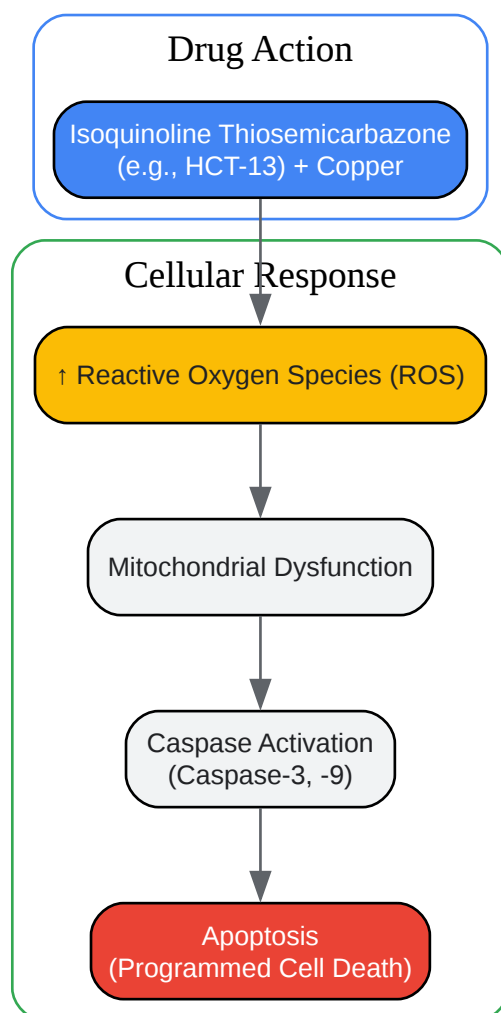 Drug Action
Isoquinoline Thiosemicarbazone
(e.g., HCT-13) + Copper
Cellular Response
↑ Reactive Oxygen Species (ROS)
Mitochondrial Dysfunction
Caspase Activation
(Caspase-3, -9)
Apoptosis
(Programmed Cell Death)